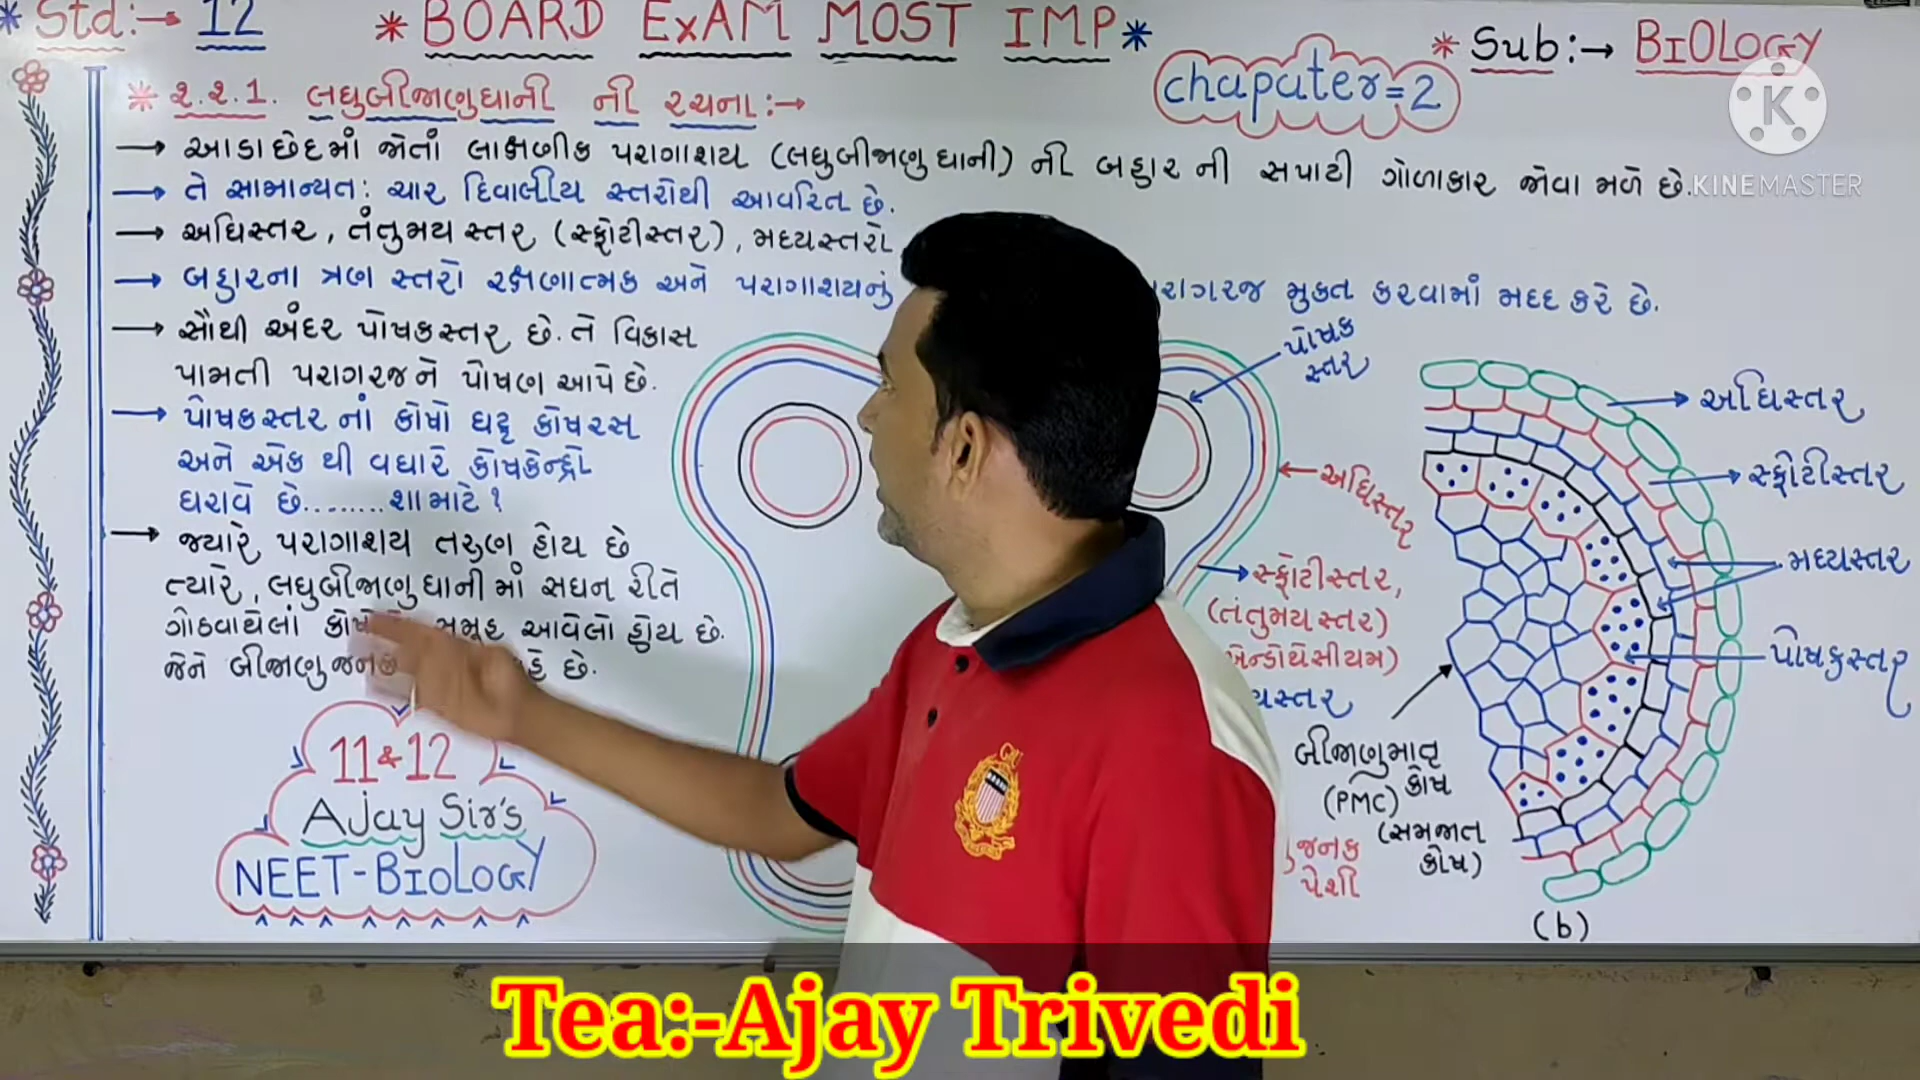 * Std:→ 12 * BOARD ExAM MOST IMP * * Sub:→ BIOLOGY
chapater=2
* ૨.૨.1. લઘુબીજાણુધાની ની રચના:→
→ આડાછેદમાં જોતાં લાક્ષણીક પરાગાશય (લઘુબીજાણુધાની) ની બહારની સપાટી ગોળાકાર જોવા મળે છે.
→ તે સામાન્યત: ચાર દિવાલીય સ્તરોથી આવરિત છે.
→ અધિસ્તર, તંતુમય સ્તર (સ્ફોટીસ્તર), મધ્યસ્તરો
→ બહારના ત્રણ સ્તરો રક્ષણાત્મક અને પરાગાશયનું રાગરજ મુક્ત કરવામાં મદદ કરે છે.
→ સૌથી અંદર પોષકસ્તર છે. તે વિકાસ
પામતી પરાગરજને પોષણ આપે છે.
→ પોષકસ્તર નાં કોષો ઘટ્ટ કોષરસ
અને એક થી વધારે કોષકેન્દ્રો
ધરાવે છે........શા માટે?
→ જ્યારે પરાગાશય તરુણ હોય છે
ત્યારે, લઘુબીજાણુધાનીમાં સઘન રીતે
ગોઠવાયેલાં સમૂહ આવેલો હોય છે.
જેને છે.
11 & 12
AJay Sir's
NEET-BIOLOGY
પોષક
સ્તર
અધિસ્તર
સ્ફોટીસ્તર,
(તંતુમય સ્તર)
એન્ડોથેસીયમ)
યસ્તર
જનક
પેશી
અધિસ્તર
સ્ફોટીસ્તર
મધ્યસ્તર
પોષકસ્તર
બીજાણુમાતૃ
(PMC) કોષ
(સમજાત
કોષ)
(b)
K
KINEMASTER
Tea:-Ajay Trivedi